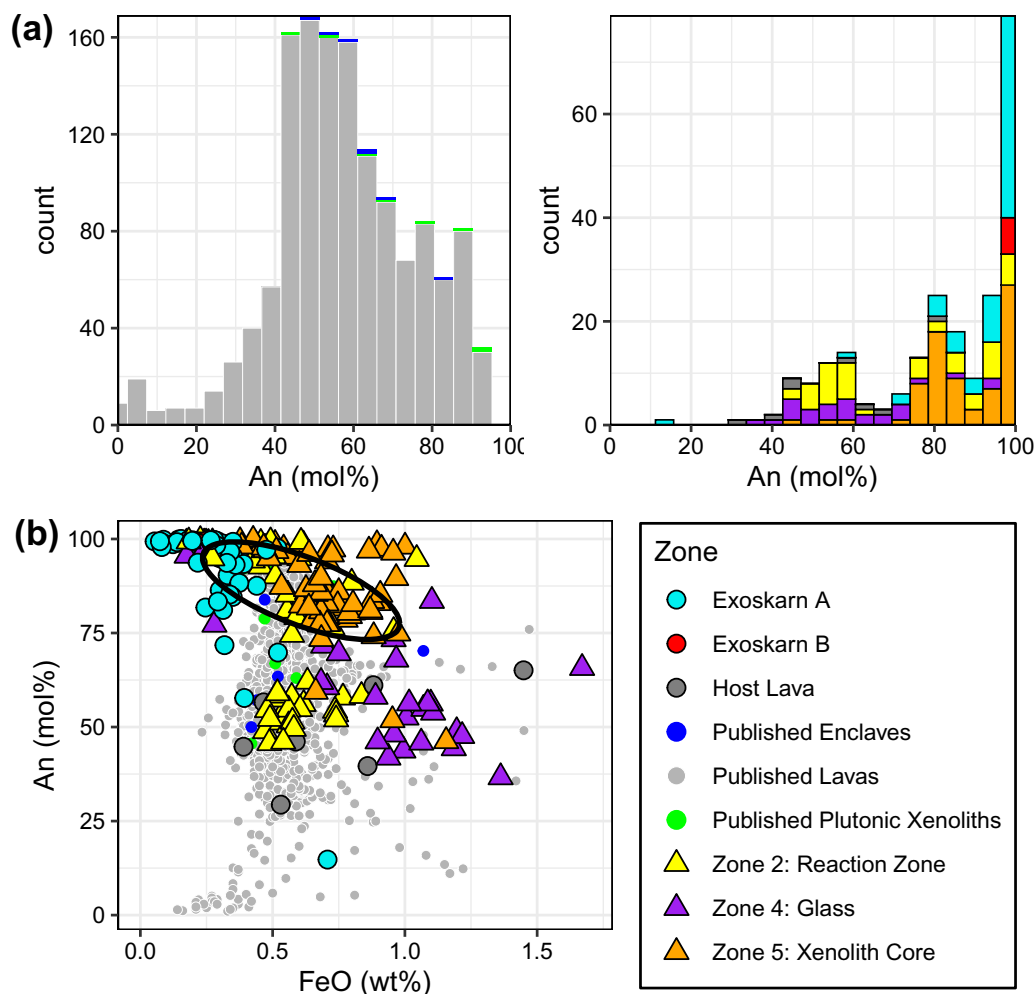 (a)
count
160
120
80
40
0
0 20 40 60 80 100
An (mol%)
count
60
40
20
0
0 20 40 60 80 100
An (mol%)
(b)
An (mol%)
100
75
50
25
0
0.0 0.5 1.0 1.5
FeO (wt%)
Zone
Exoskarn A
Exoskarn B
Host Lava
Published Enclaves
Published Lavas
Published Plutonic Xenoliths
Zone 2: Reaction Zone
Zone 4: Glass
Zone 5: Xenolith Core